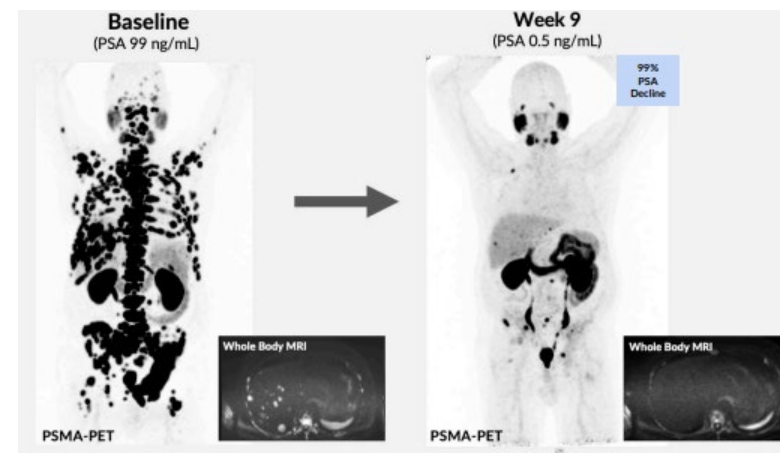 Baseline
(PSA 99 ng/mL)
Week 9
(PSA 0.5 ng/mL)
99%
PSA
Decline
Whole Body MRI
PSMA-PET
Whole Body MRI
PSMA-PET